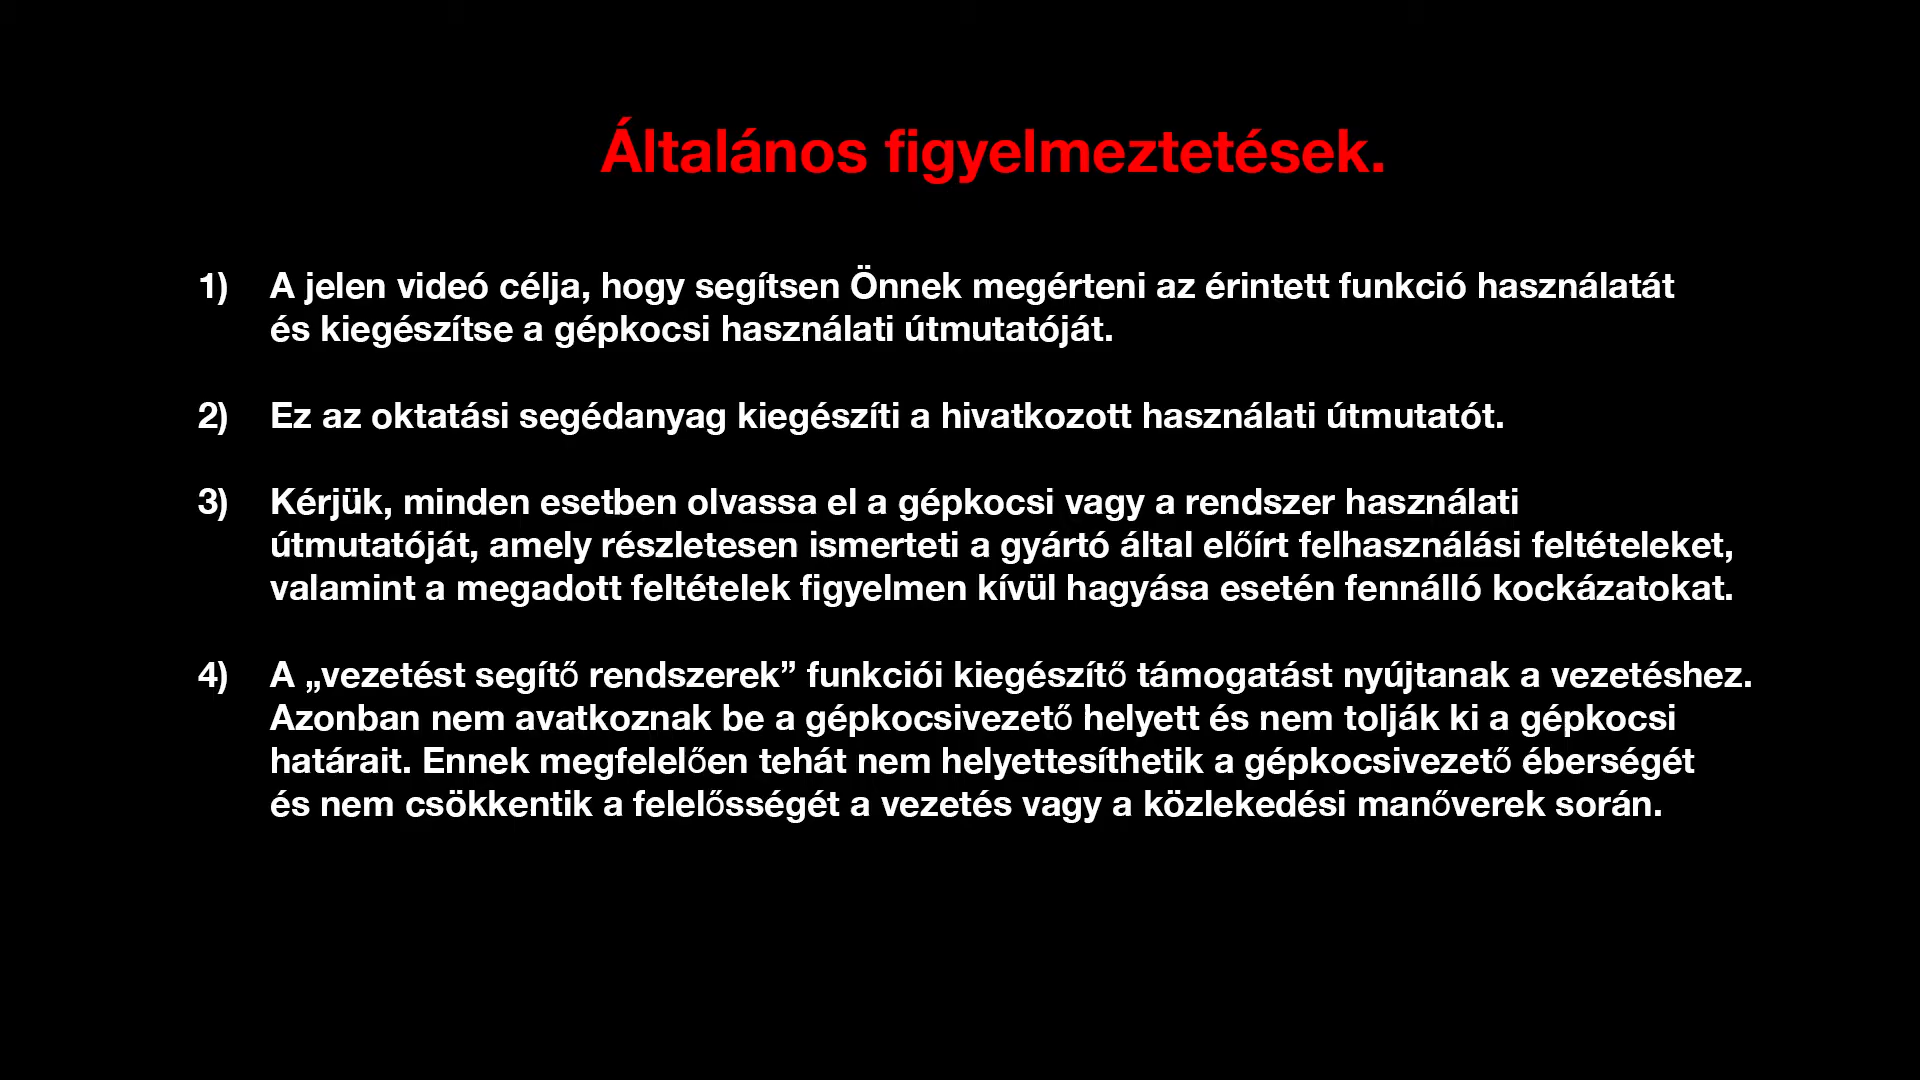 Általános figyelmeztetések.
1) A jelen videó célja, hogy segítsen Önnek megérteni az érintett funkció használatát
és kiegészítse a gépkocsi használati útmutatóját.
2) Ez az oktatási segédanyag kiegészíti a hivatkozott használati útmutatót.
3) Kérjük, minden esetben olvassa el a gépkocsi vagy a rendszer használati
útmutatóját, amely részletesen ismerteti a gyártó által előírt felhasználási feltételeket,
valamint a megadott feltételek figyelmen kívül hagyása esetén fennálló kockázatokat.
4) A „vezetést segítő rendszerek” funkciói kiegészítő támogatást nyújtanak a vezetéshez.
Azonban nem avatkoznak be a gépkocsivezető helyett és nem tolják ki a gépkocsi
határait. Ennek megfelelően tehát nem helyettesíthetik a gépkocsivezető éberségét
és nem csökkentik a felelősségét a vezetés vagy a közlekedési manőverek során.